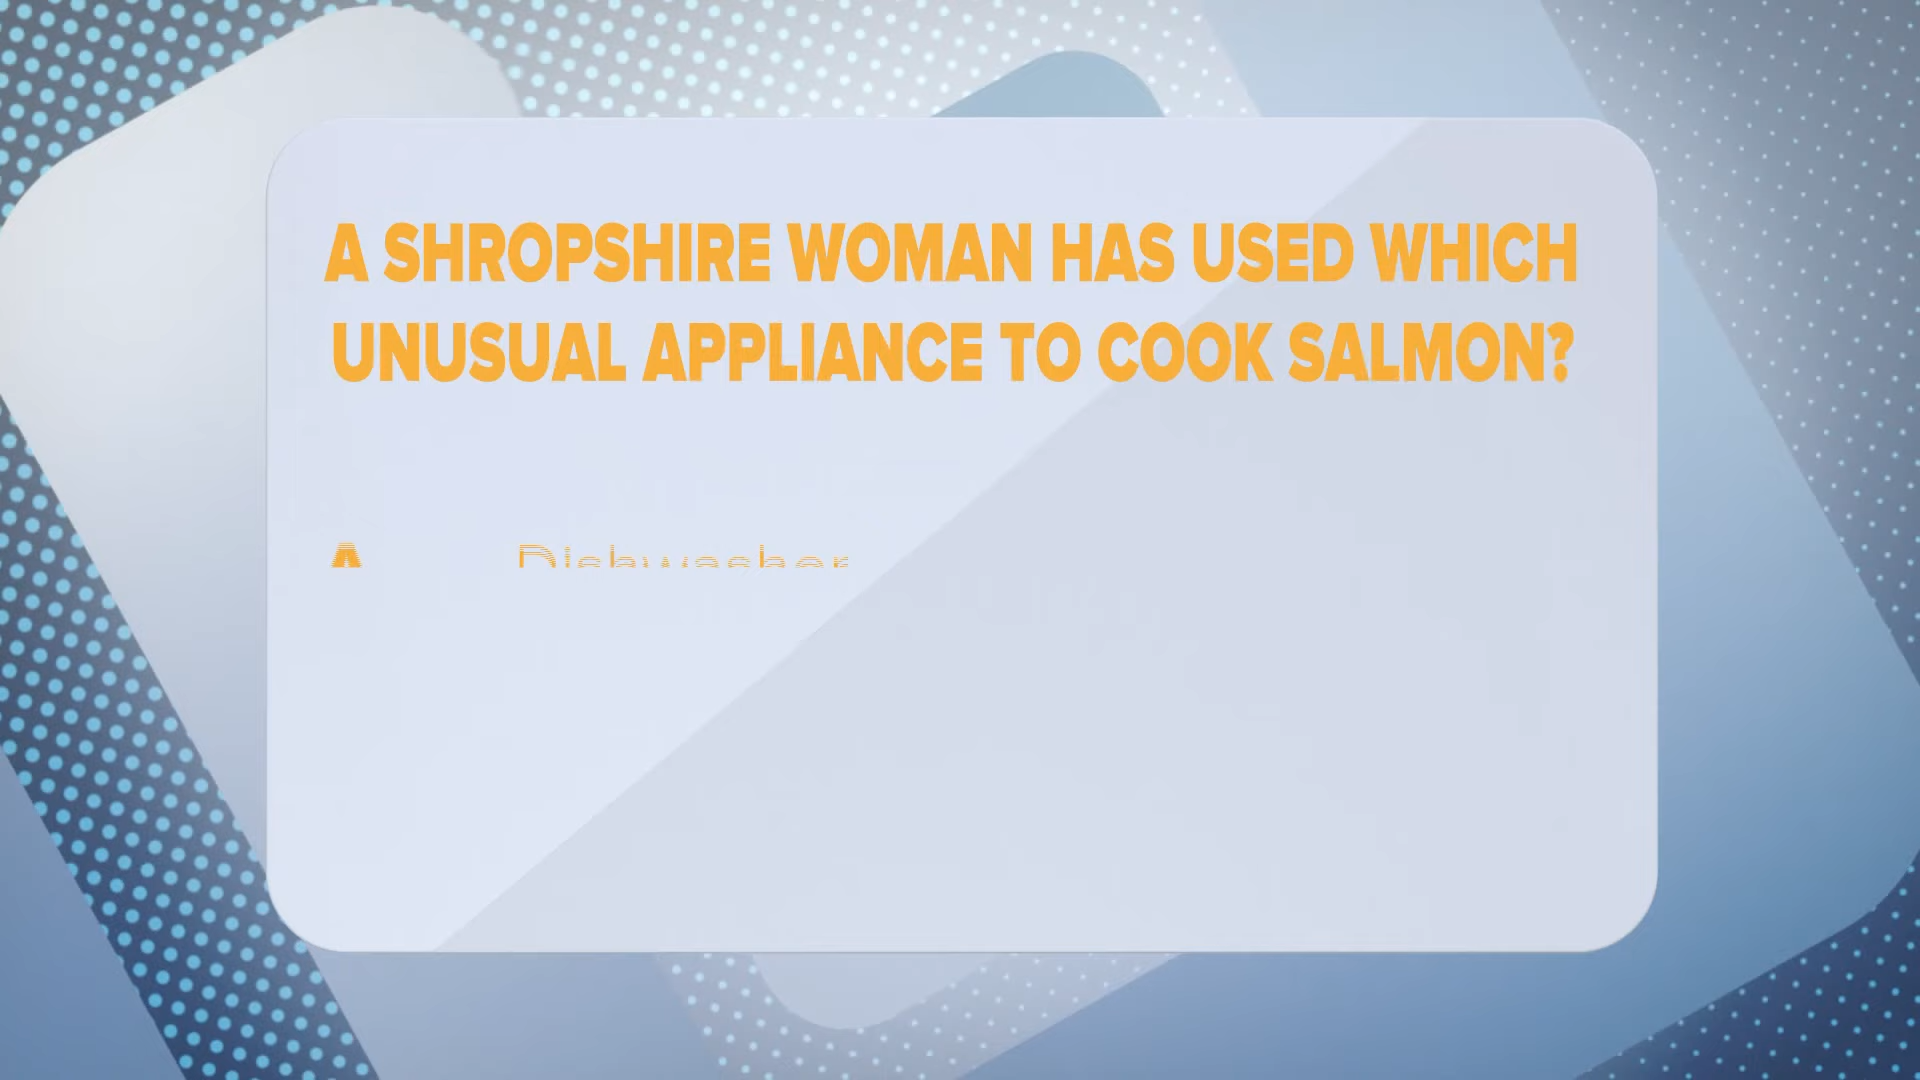 A SHROPSHIRE WOMAN HAS USED WHICH
UNUSUAL APPLIANCE TO COOK SALMON?
A Dishwasher